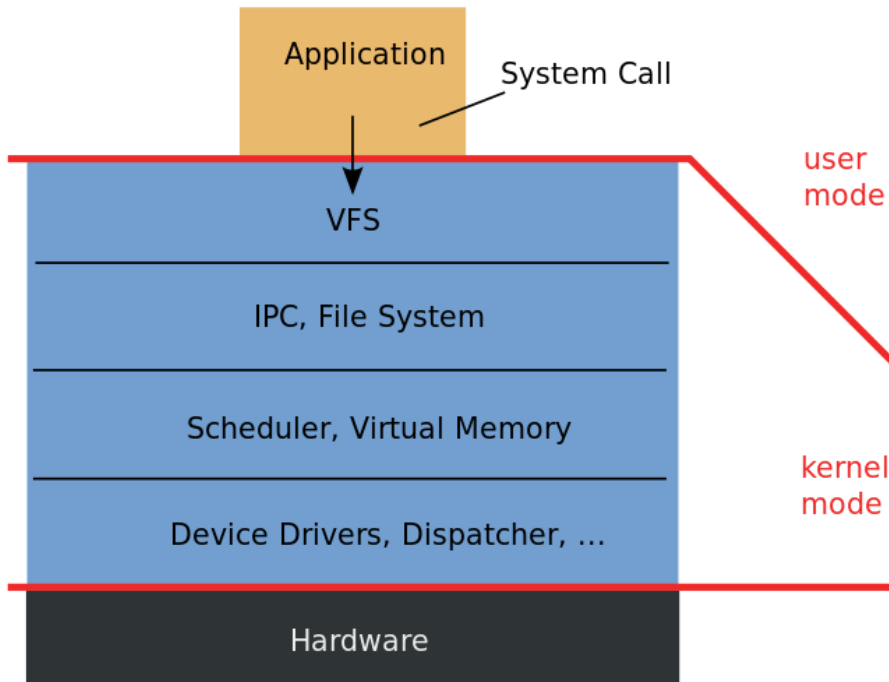 Application
System Call
user
mode
VFS
IPC, File System
Scheduler, Virtual Memory
kernel
mode
Device Drivers, Dispatcher, ...
Hardware